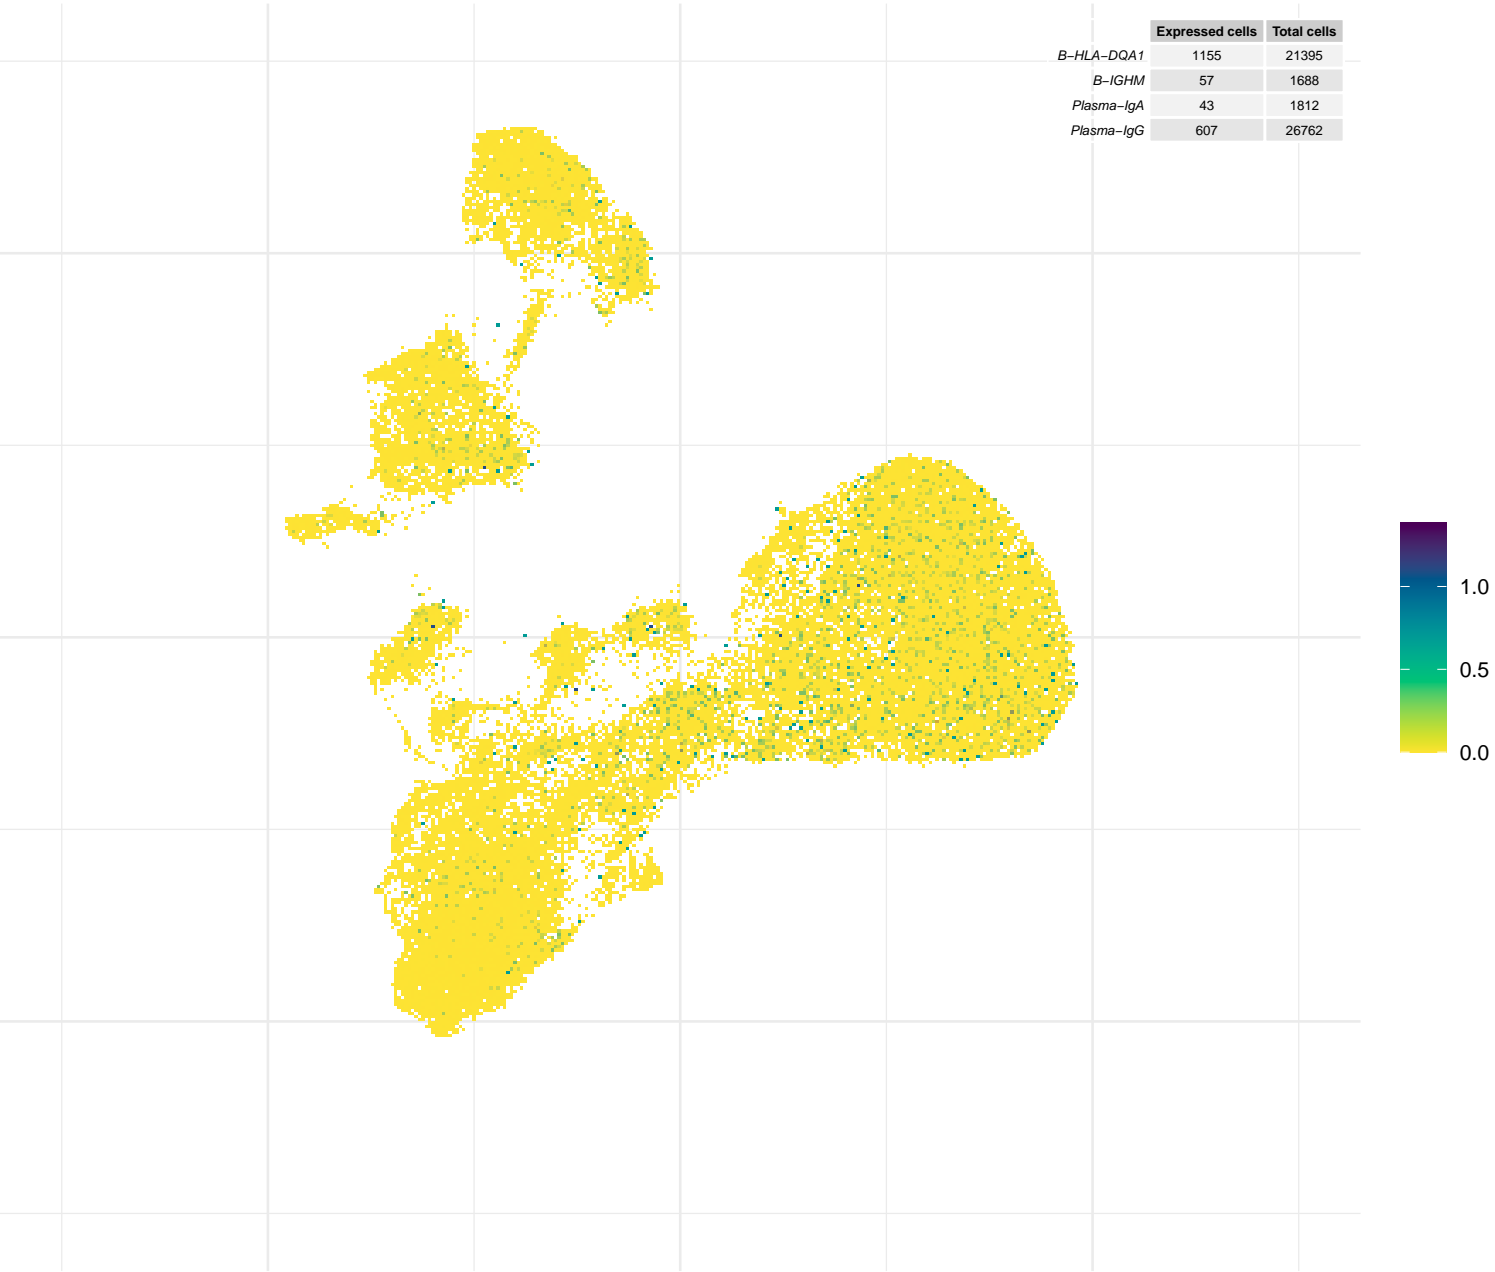 Expressed cells Total cells
B−HLA−DQA1 1155 21395
B−IGHM 57 1688
Plasma−IgA 43 1812
Plasma−IgG 607 26762
1.0
0.5
0.0